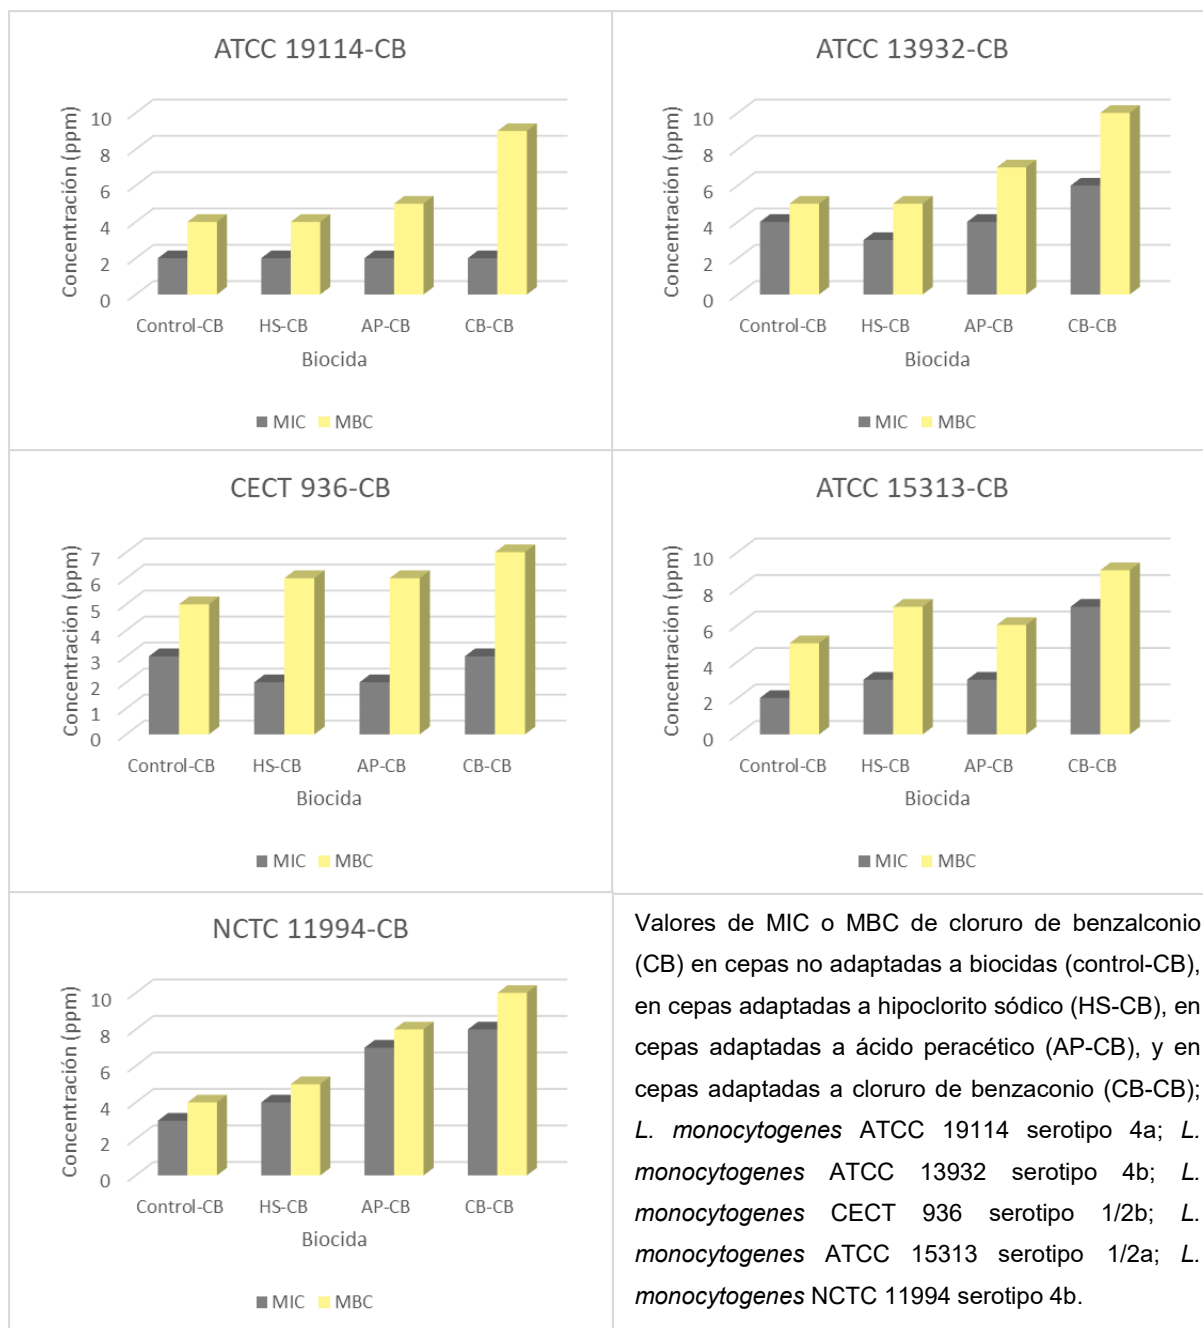 ATCC 19114-CB
Concentración (ppm)
10
8
6
4
2
0
Control-CB HS-CB AP-CB CB-CB
Biocida
MIC MBC
ATCC 13932-CB
Concentración (ppm)
10
8
6
4
2
0
Control-CB HS-CB AP-CB CB-CB
Biocida
MIC MBC
CECT 936-CB
Concentración (ppm)
7
6
5
4
3
2
1
0
Control-CB HS-CB AP-CB CB-CB
Biocida
MIC MBC
ATCC 15313-CB
Concentración (ppm)
10
8
6
4
2
0
Control-CB HS-CB AP-CB CB-CB
Biocida
MIC MBC
NCTC 11994-CB
Concentración (ppm)
10
8
6
4
2
0
Control-CB HS-CB AP-CB CB-CB
Biocida
MIC MBC
Valores de MIC o MBC de cloruro de benzalconio
(CB) en cepas no adaptadas a biocidas (control-CB),
en cepas adaptadas a hipoclorito sódico (HS-CB), en
cepas adaptadas a ácido peracético (AP-CB), y en
cepas adaptadas a cloruro de benzaconio (CB-CB);
L. monocytogenes ATCC 19114 serotipo 4a; L.
monocytogenes ATCC 13932 serotipo 4b; L.
monocytogenes CECT 936 serotipo 1/2b; L.
monocytogenes ATCC 15313 serotipo 1/2a; L.
monocytogenes NCTC 11994 serotipo 4b.